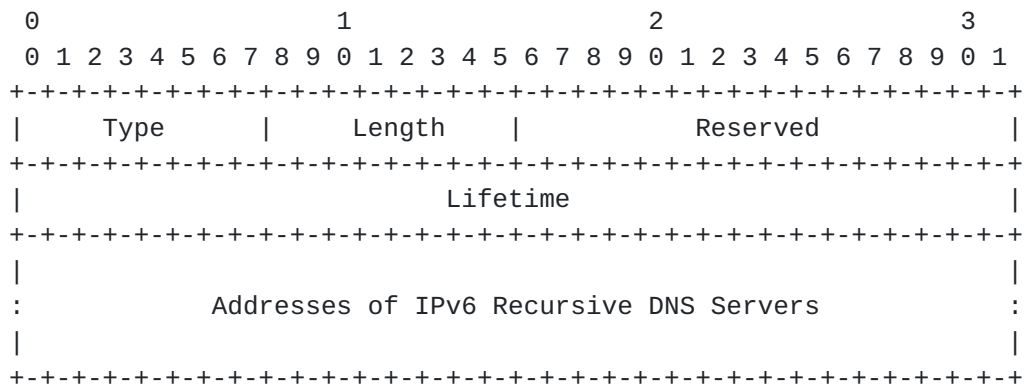 0                   1                   2                   3
0 1 2 3 4 5 6 7 8 9 0 1 2 3 4 5 6 7 8 9 0 1 2 3 4 5 6 7 8 9 0 1
+-+-+-+-+-+-+-+-+-+-+-+-+-+-+-+-+-+-+-+-+-+-+-+-+-+-+-+-+-+-+-+-+
|     Type      |     Length    |           Reserved            |
+-+-+-+-+-+-+-+-+-+-+-+-+-+-+-+-+-+-+-+-+-+-+-+-+-+-+-+-+-+-+-+-+
|                           Lifetime                            |
+-+-+-+-+-+-+-+-+-+-+-+-+-+-+-+-+-+-+-+-+-+-+-+-+-+-+-+-+-+-+-+-+
|                                                               |
:            Addresses of IPv6 Recursive DNS Servers            :
|                                                               |
+-+-+-+-+-+-+-+-+-+-+-+-+-+-+-+-+-+-+-+-+-+-+-+-+-+-+-+-+-+-+-+-+